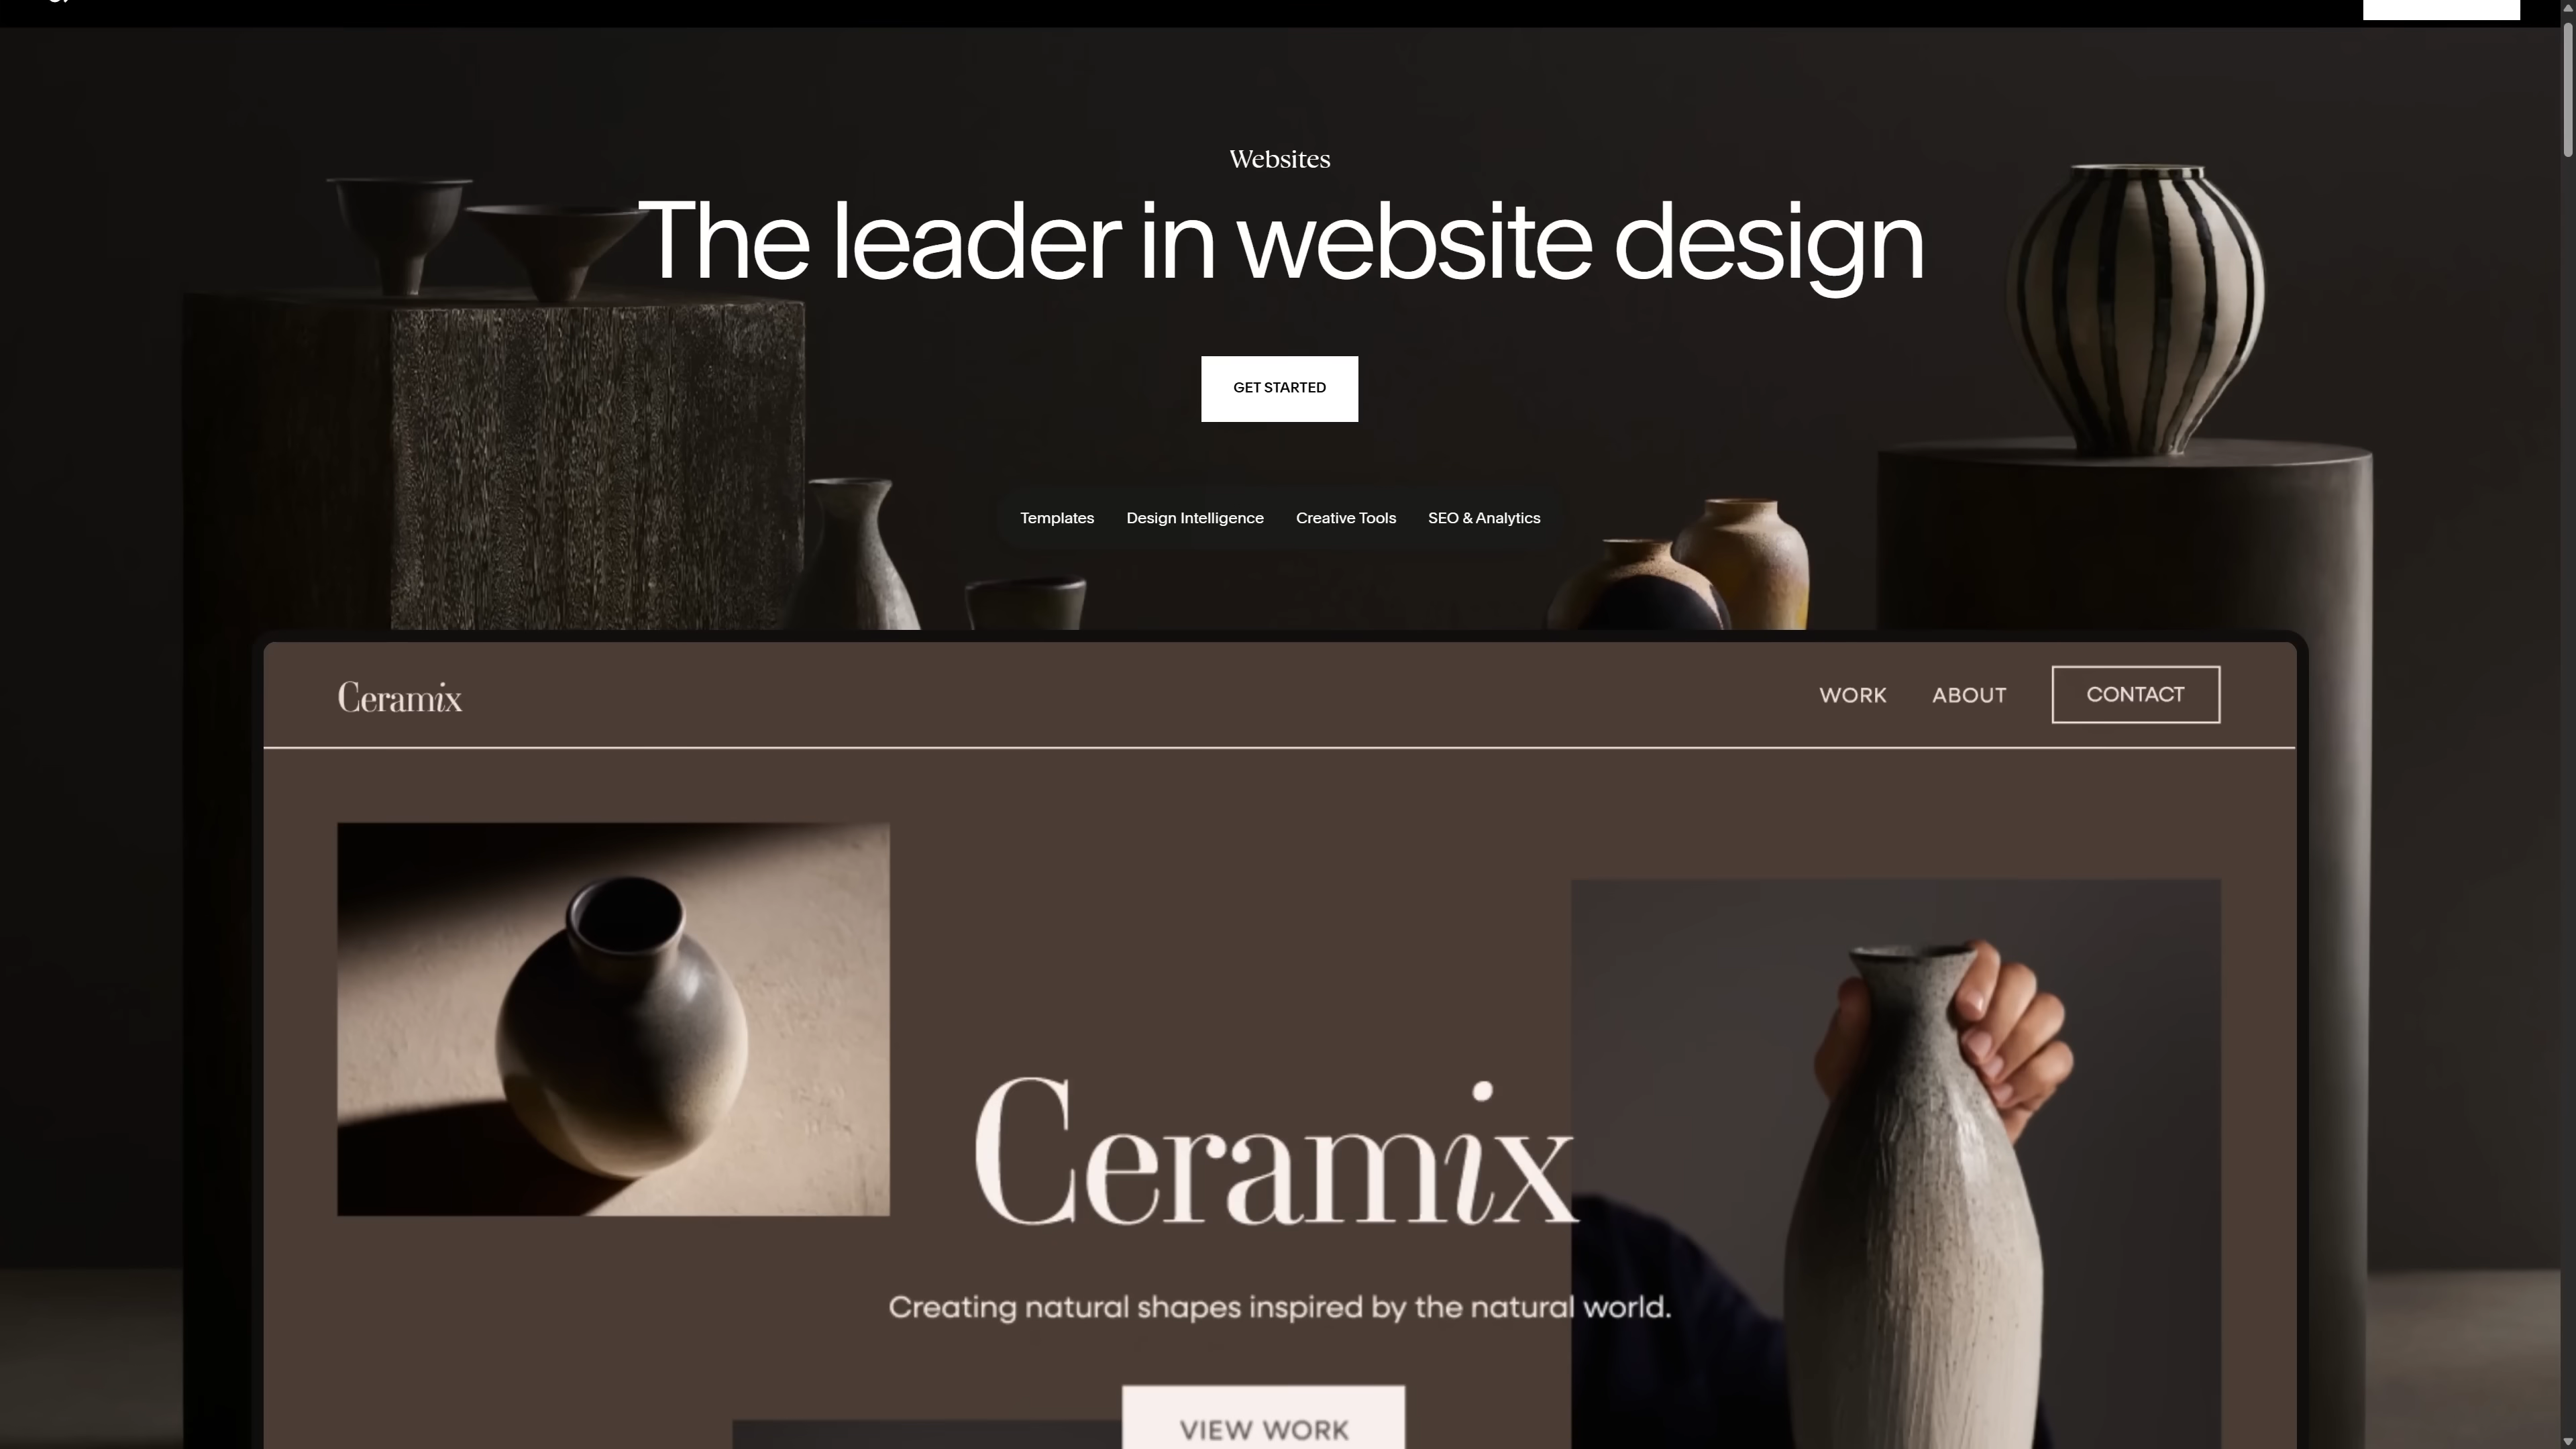 Websites
The leader in website design
GET STARTED
Templates Design Intelligence Creative Tools SEO & Analytics
Ceramix WORK ABOUT CONTACT
Ceramix
Creating natural shapes inspired by the natural world.
VIEW WORK